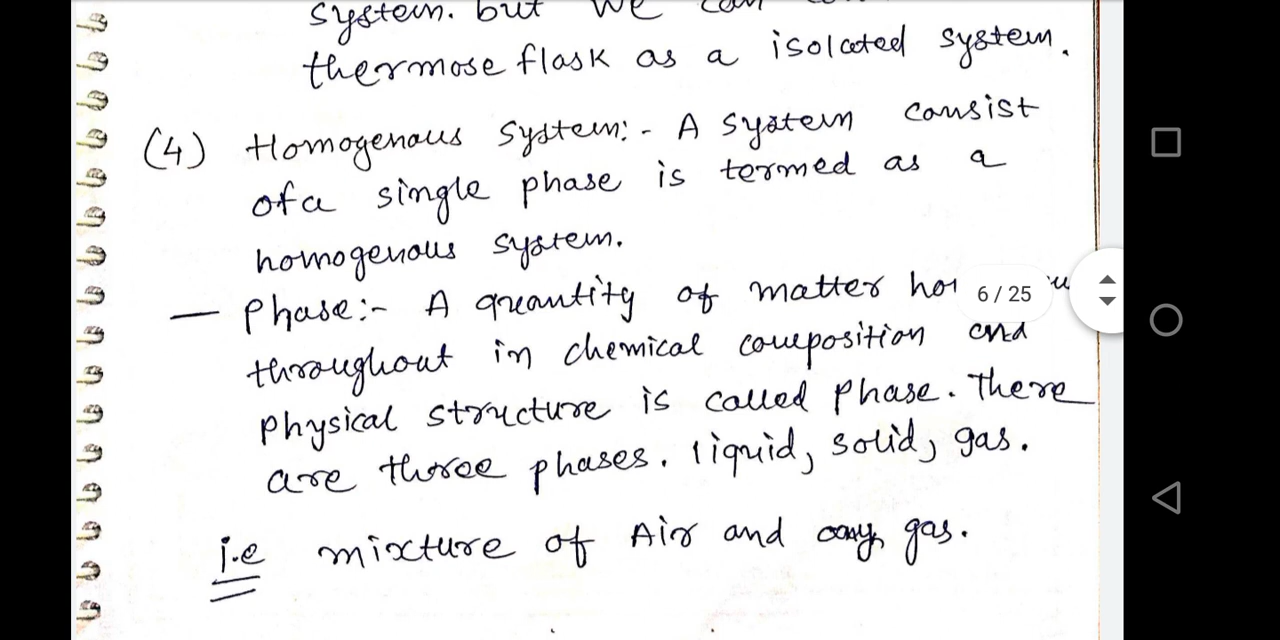 system. but we can
thermose flask as a isolated system.
(4) Homogenous system:- A system consist
of a single phase is termed as a
homogenous system.
— Phase:- A quantity of matter
6 / 25
throughout in chemical composition and
physical structure is called phase. There
are three phases. liquid, solid, gas.
i.e mixture of Air and any gas.